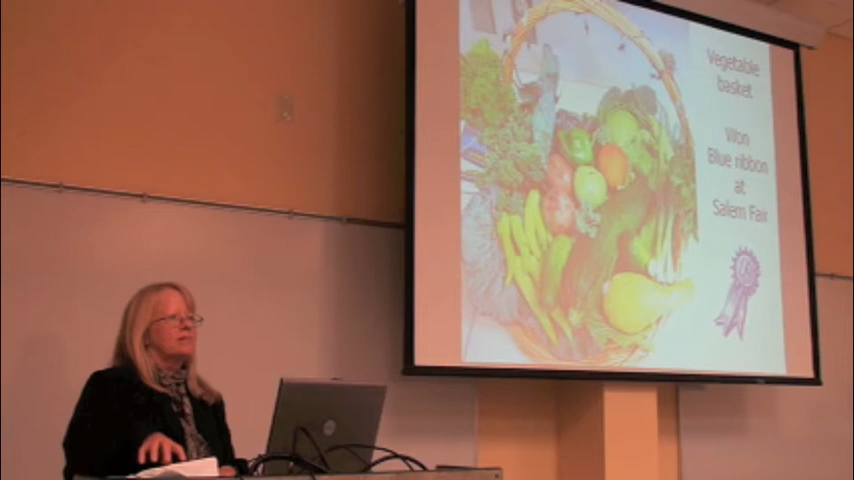 Vegetable
basket
Won
Blue ribbon
at
Salem Fair